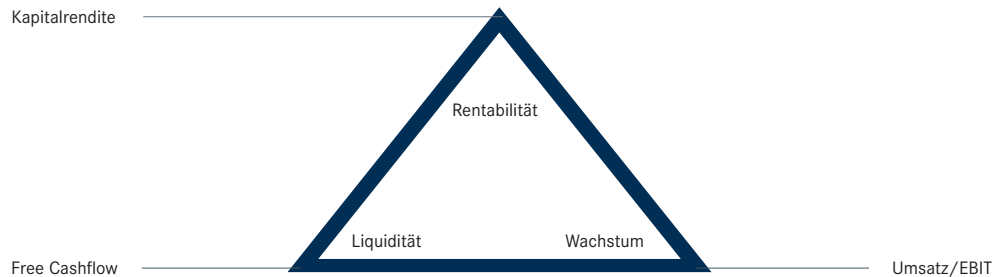 Kapitalrendite
Rentabilität
Liquidität
Wachstum
Free Cashflow
Umsatz/EBIT